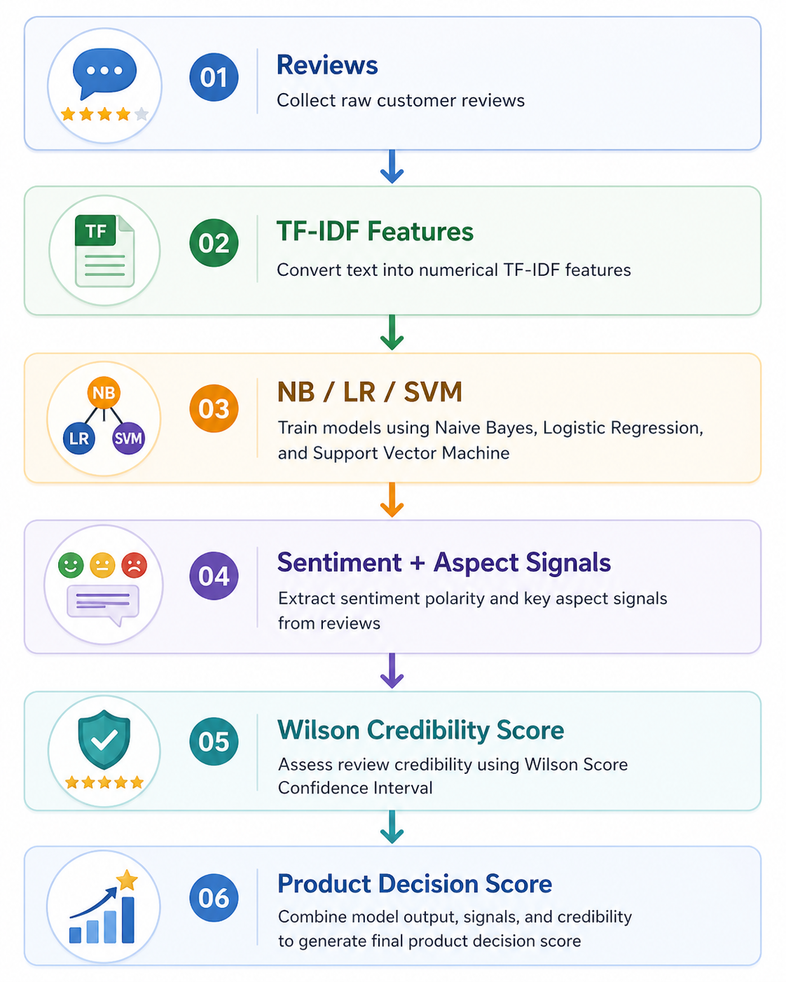 01
Reviews
Collect raw customer reviews
TF
02
TF-IDF Features
Convert text into numerical TF-IDF features
NB
LR
SVM
03
NB / LR / SVM
Train models using Naive Bayes, Logistic Regression,
and Support Vector Machine
04
Sentiment + Aspect Signals
Extract sentiment polarity and key aspect signals
from reviews
05
Wilson Credibility Score
Assess review credibility using Wilson Score
Confidence Interval
06
Product Decision Score
Combine model output, signals, and credibility
to generate final product decision score